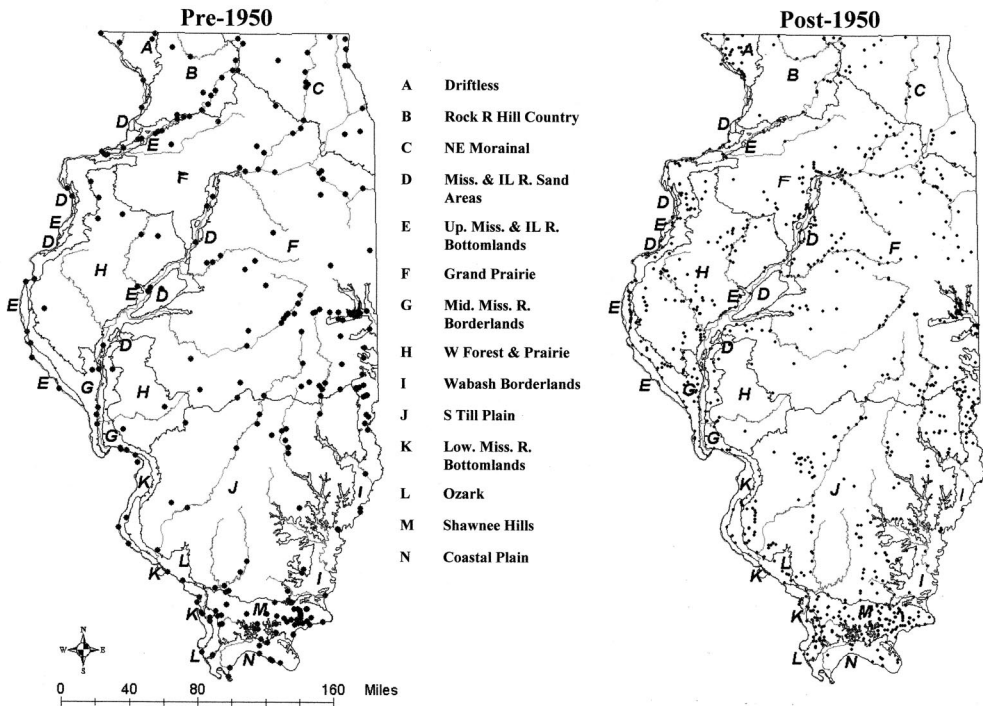 Pre-1950
Post-1950
A Driftless
B Rock R Hill Country
C NE Morainal
D Miss. & IL R. Sand
Areas
E Up. Miss. & IL R.
Bottomlands
F Grand Prairie
G Mid. Miss. R.
Borderlands
H W Forest & Prairie
I Wabash Borderlands
J S Till Plain
K Low. Miss. R.
Bottomlands
L Ozark
M Shawnee Hills
N Coastal Plain
A
B
C
D
E
F
D
E
D
D
F
H
E
E
D
D
E
G
H
G
K
I
J
L
K
I
K
M
L
N
N
W E
S
0 40 80 160 Miles
A
B
C
D
E
F
D
E
D
D
F
H
E
E
D
D
E
G
H
G
K
I
J
L
K
I
K
M
L
N